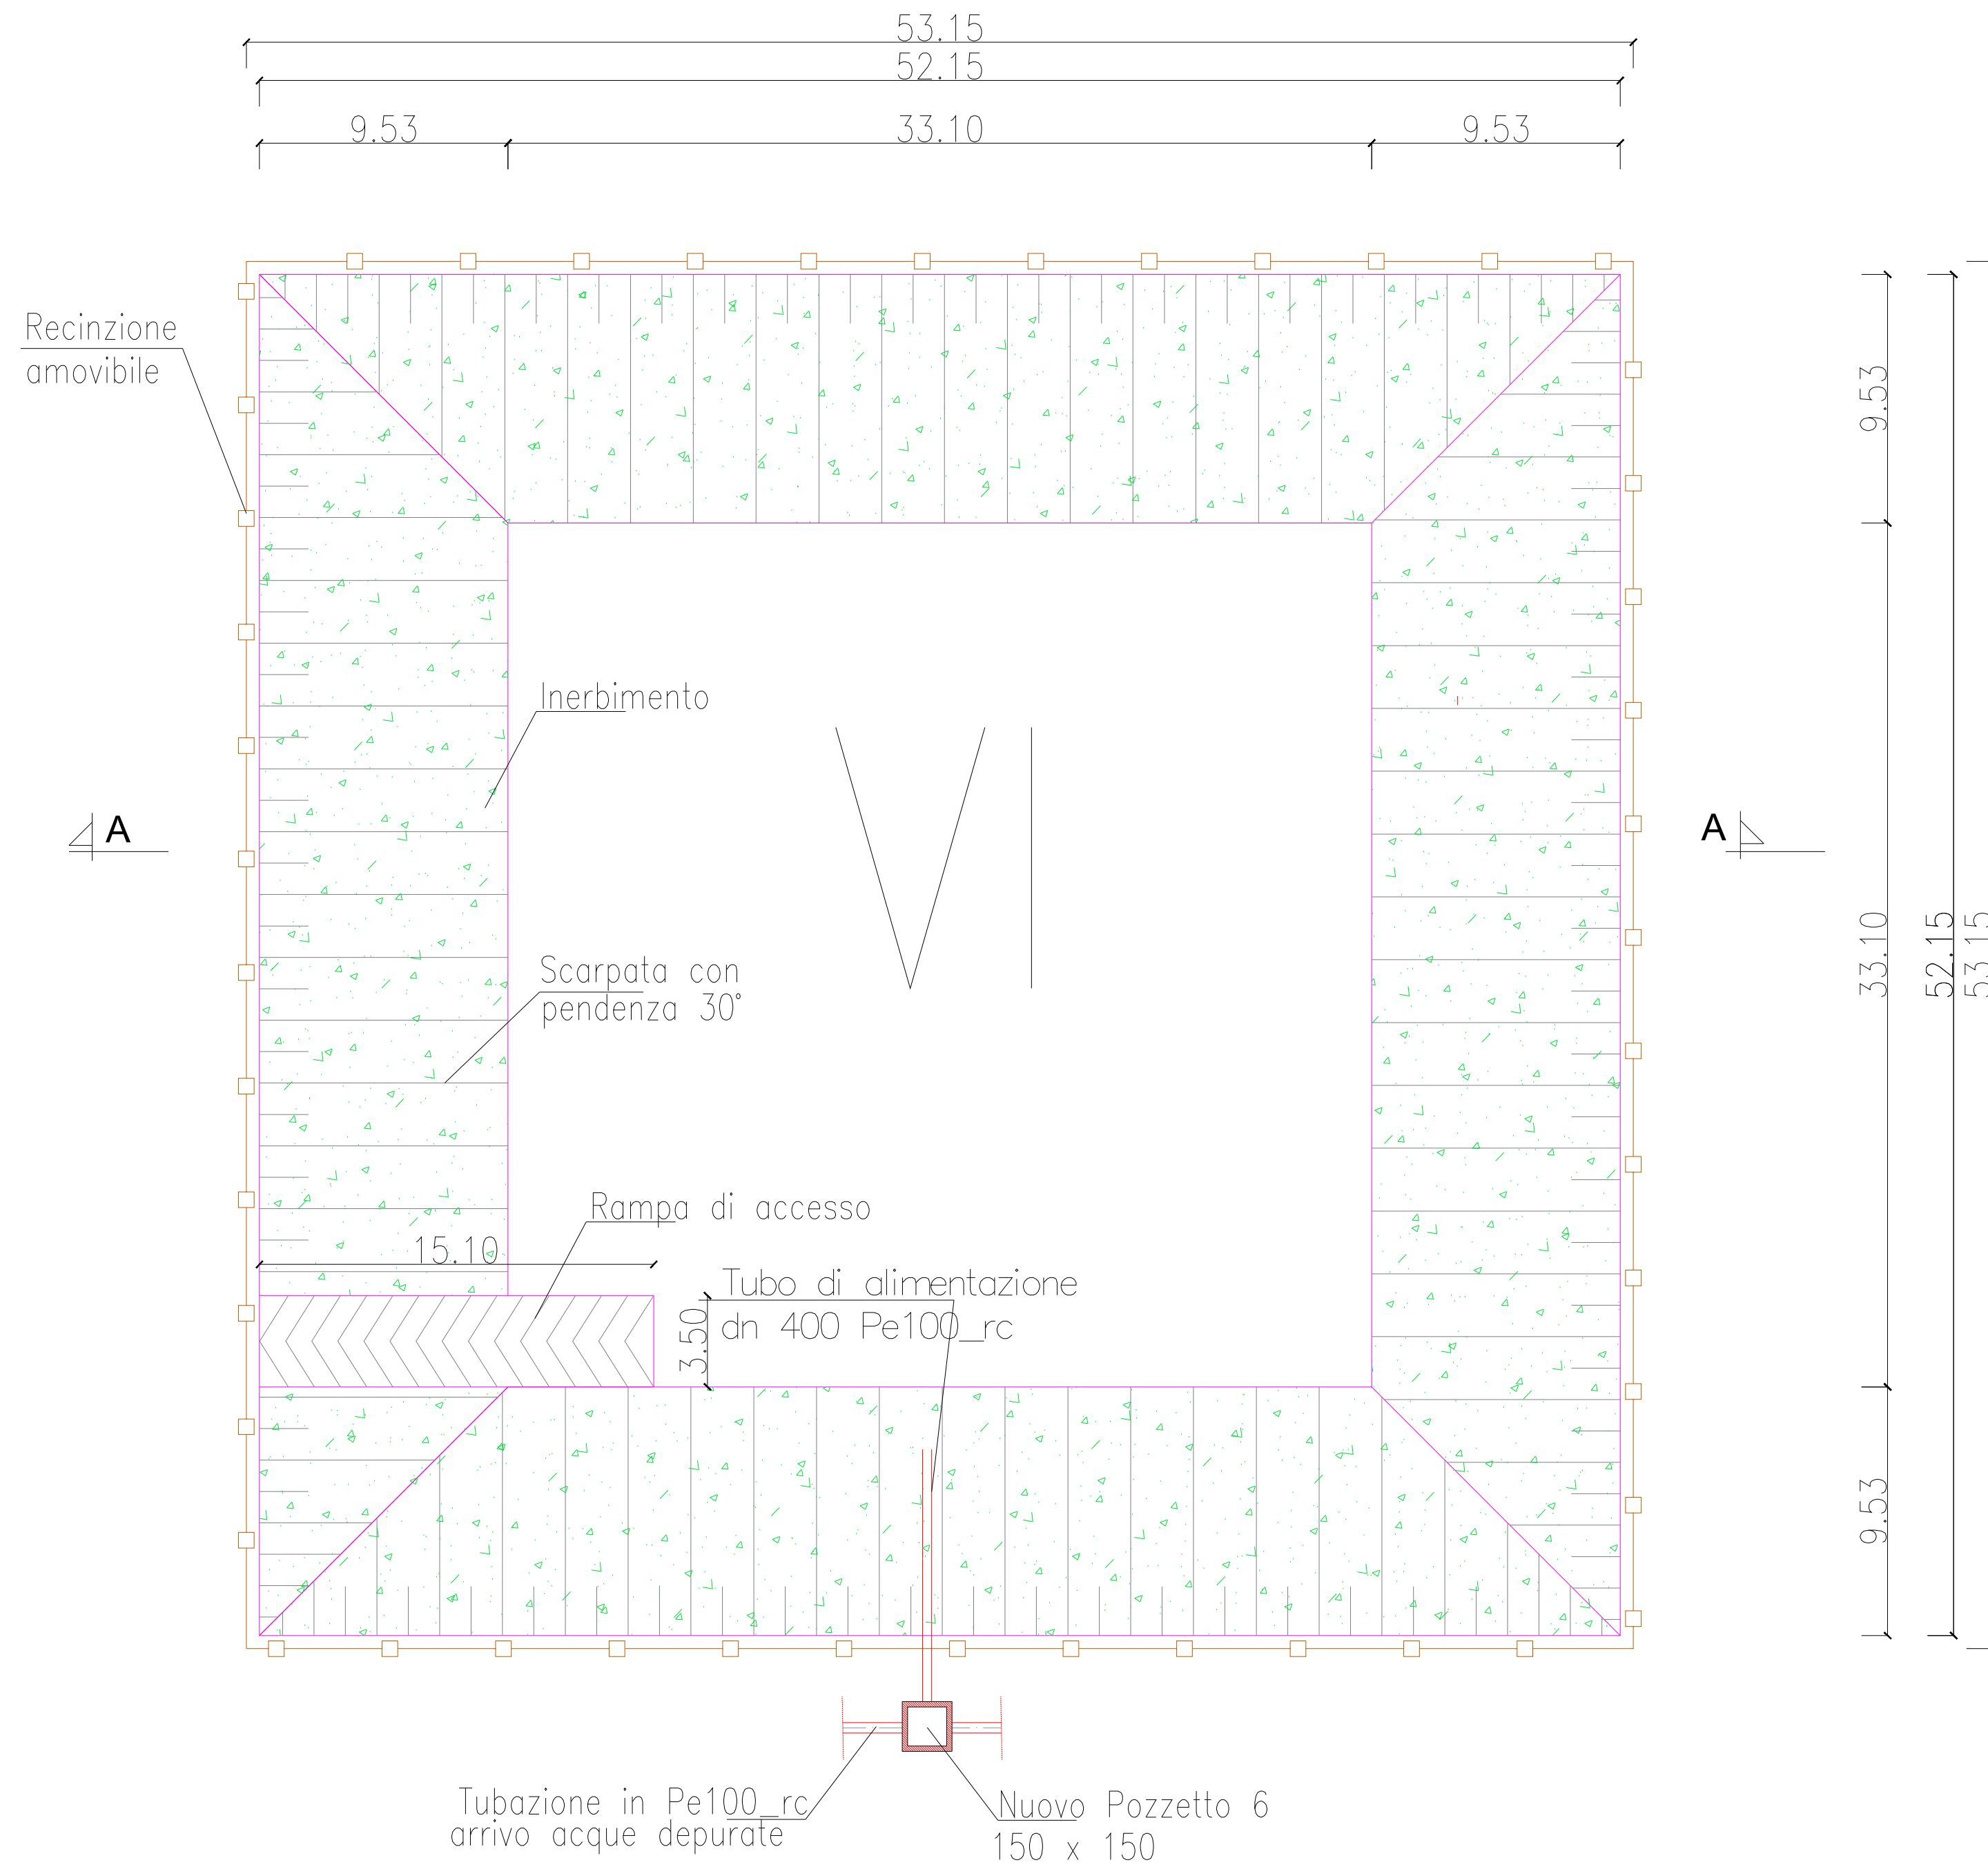 53.15
52.15
9.53
33.10
9.53
Recinzione
amovibile
9.53
Inerbimento
VI
A
A
33.10
52.15
53.15
Scarpata con
pendenza 30°
Rampa di accesso
15.10
3.50
Tubo di alimentazione
dn 400 Pe100_rc
9.53
Tubazione in Pe100_rc
arrivo acque depurate
Nuovo Pozzetto 6
150 x 150